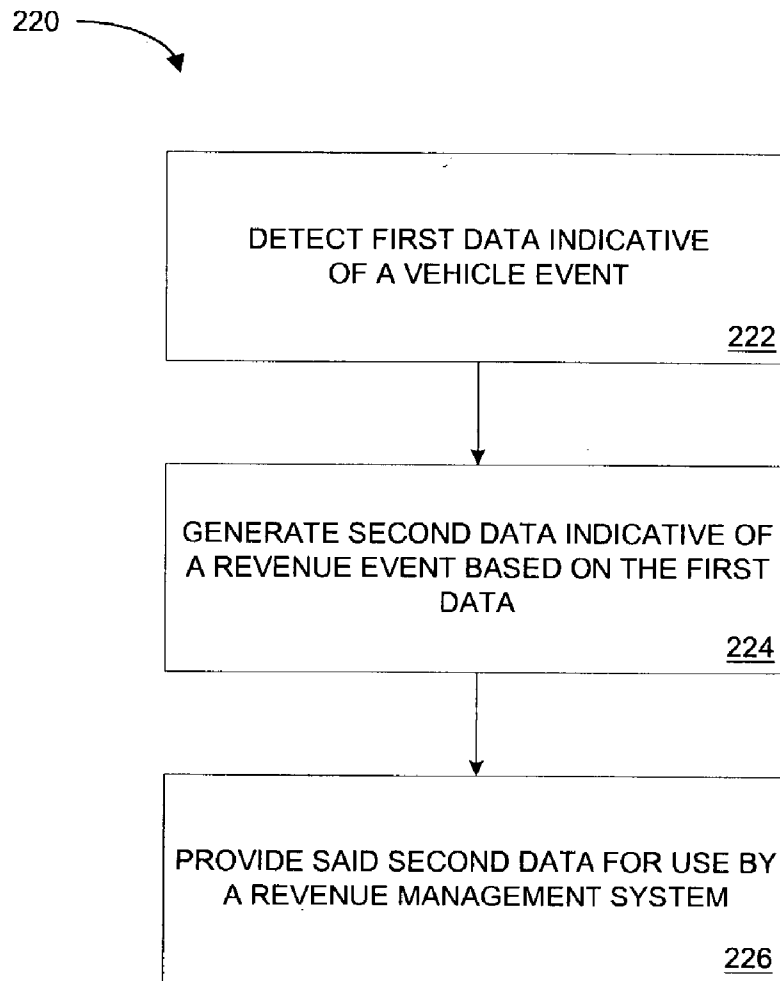 220
DETECT FIRST DATA INDICATIVE
OF A VEHICLE EVENT
222
GENERATE SECOND DATA INDICATIVE OF
A REVENUE EVENT BASED ON THE FIRST
DATA
224
PROVIDE SAID SECOND DATA FOR USE BY
A REVENUE MANAGEMENT SYSTEM
226